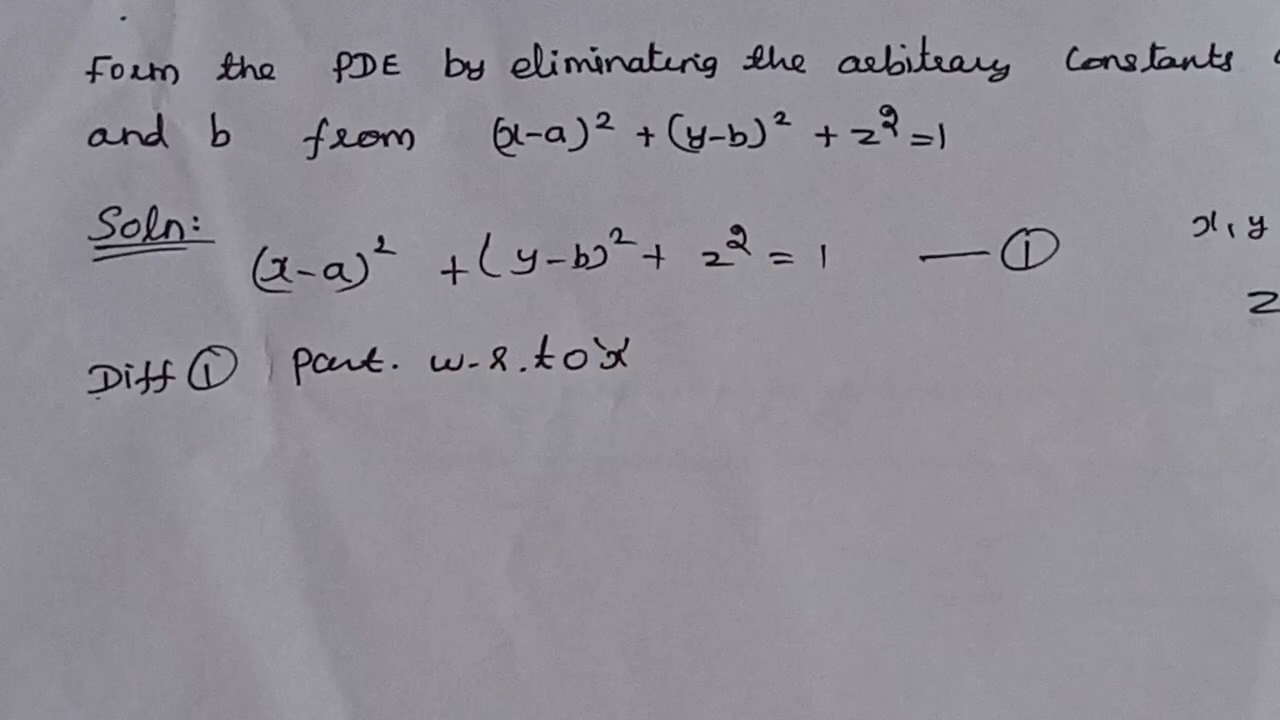 Form the PDE by eliminating the arbitrary constants
and b from (x-a)² + (y-b)² + z² = 1
Soln:
(x-a)² + (y-b)² + z² = 1 — ①
x, y
z
Diff ① part. w.r.to 'x'